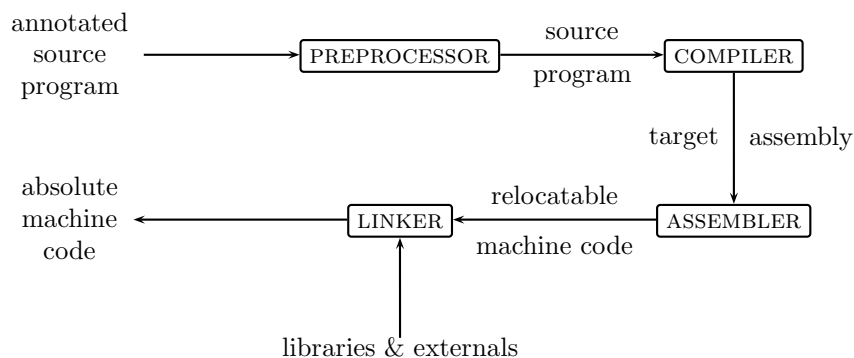 annotated
source
program
PREPROCESSOR
source
program
COMPILER
target assembly
absolute
machine
code
LINKER
relocatable
machine code
ASSEMBLER
libraries & externals